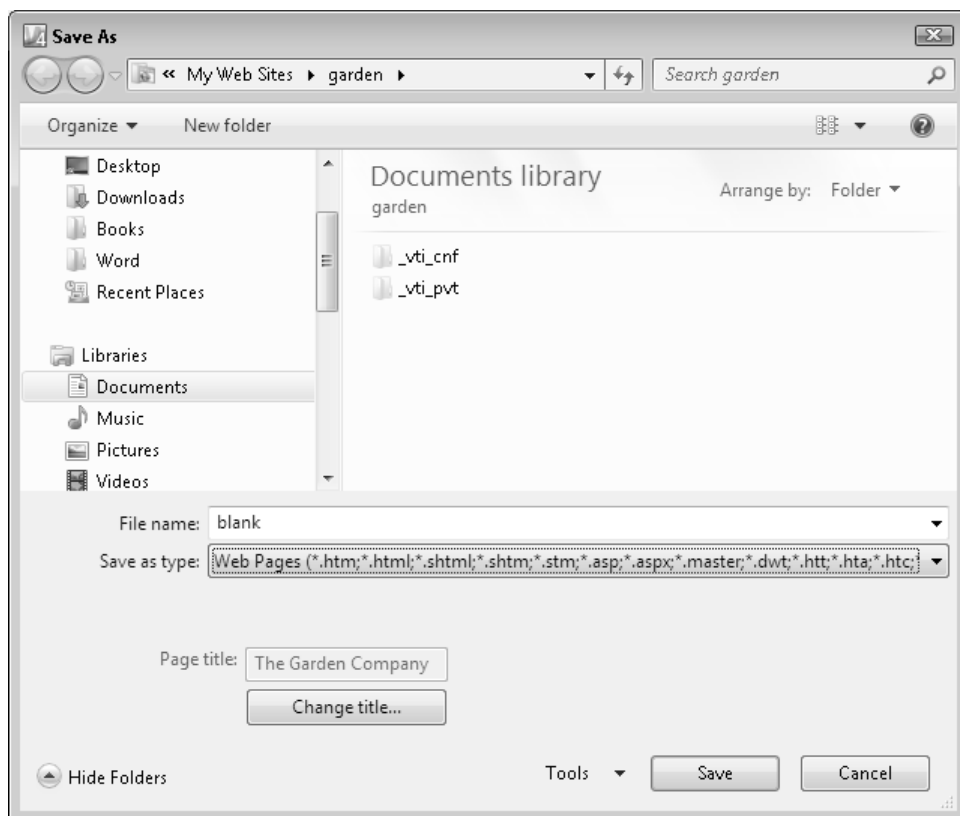 Save As
« My Web Sites ▸ garden ▸ Search garden
Organize New folder
Desktop
Downloads
Books
Word
Recent Places
Libraries
Documents
Music
Pictures
Videos
Documents library
garden
Arrange by: Folder
_vti_cnf
_vti_pvt
File name: blank
Save as type: Web Pages (*.htm;*.html;*.shtml;*.shtm;*.stm;*.asp;*.aspx;*.master;*.dwt;*.htt;*.hta;*.htc;
Page title: The Garden Company
Change title...
Hide Folders Tools Save Cancel